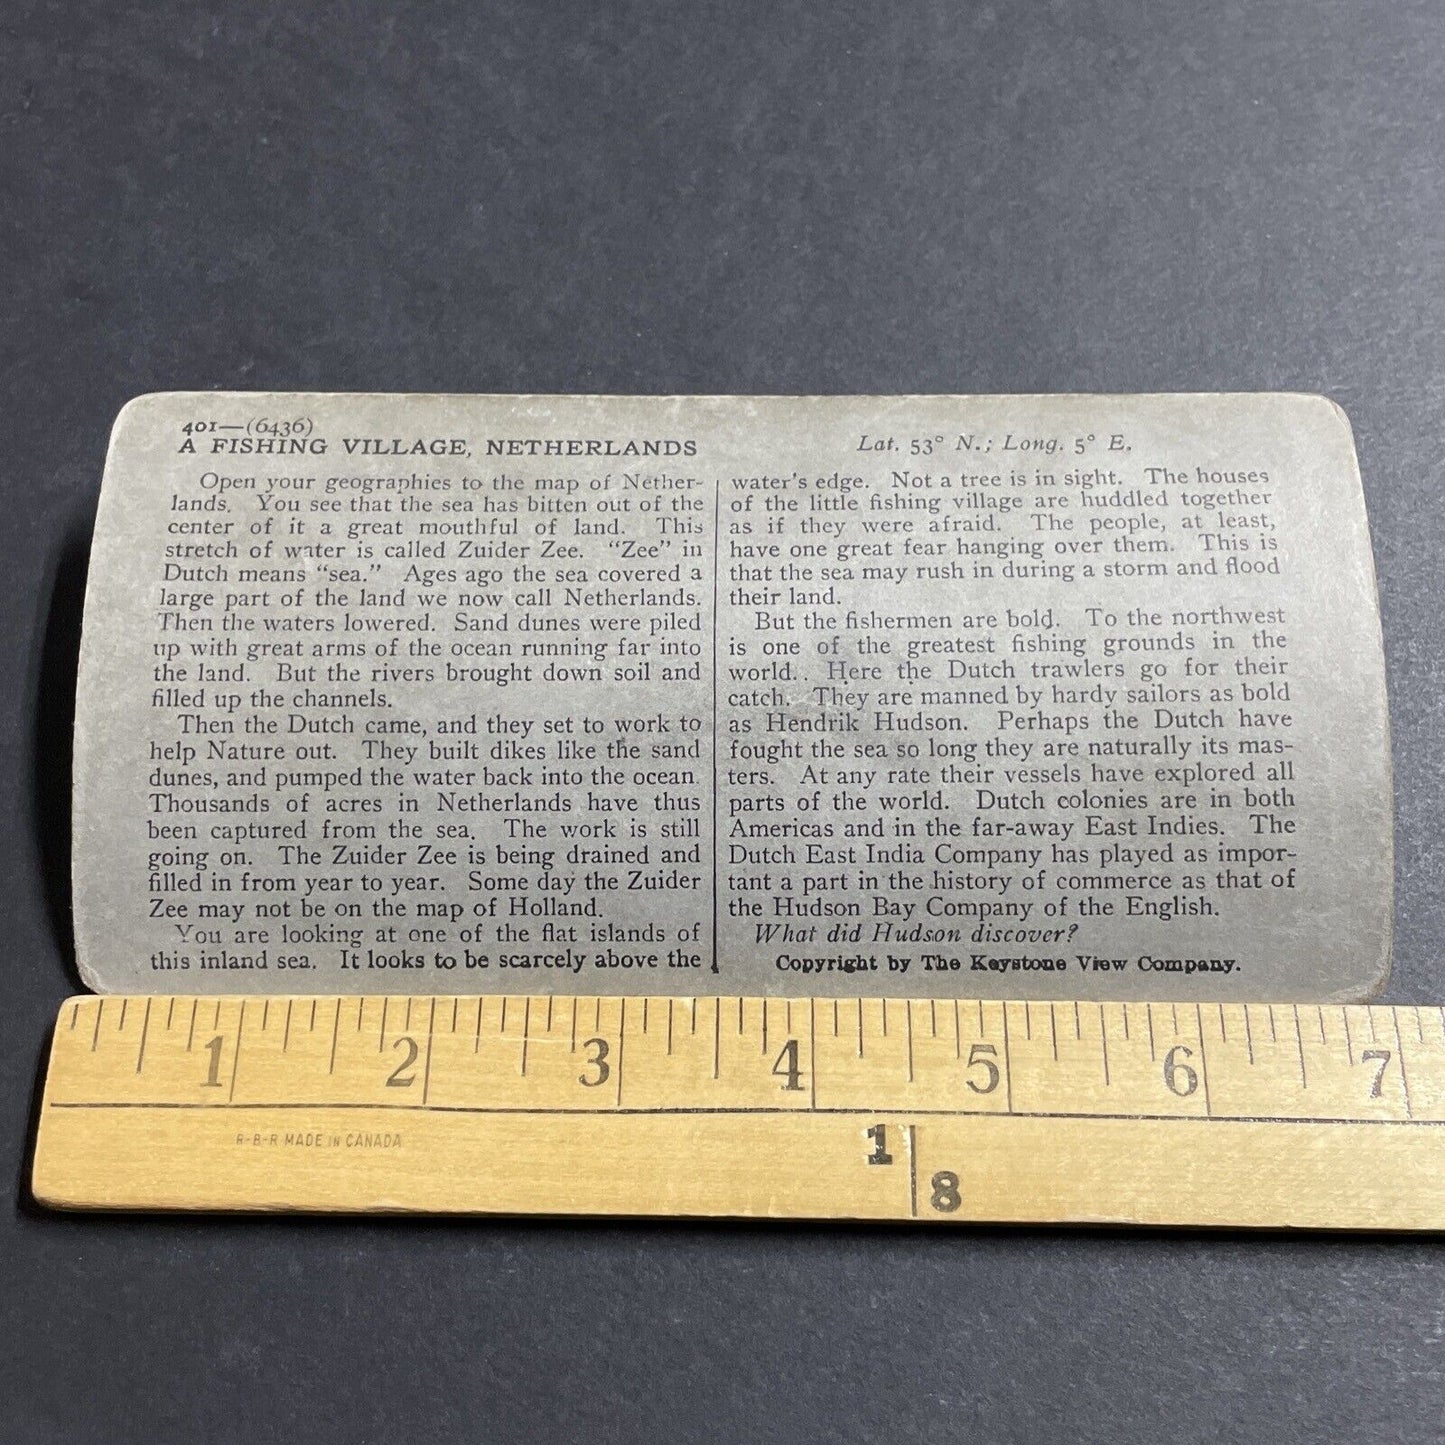 401—(6436)
A FISHING VILLAGE, NETHERLANDS
Lat. 53° N.; Long. 5° E.
Open your geographies to the map of Nether-
lands. You see that the sea has bitten out of the
center of it a great mouthful of land. This
stretch of water is called Zuider Zee. “Zee” in
Dutch means “sea.” Ages ago the sea covered a
large part of the land we now call Netherlands.
Then the waters lowered. Sand dunes were piled
up with great arms of the ocean running far into
the land. But the rivers brought down soil and
filled up the channels.
Then the Dutch came, and they set to work to
help Nature out. They built dikes like the sand
dunes, and pumped the water back into the ocean.
Thousands of acres in Netherlands have thus
been captured from the sea. The work is still
going on. The Zuider Zee is being drained and
filled in from year to year. Some day the Zuider
Zee may not be on the map of Holland.
You are looking at one of the flat islands of
this inland sea. It looks to be scarcely above the
water's edge. Not a tree is in sight. The houses
of the little fishing village are huddled together
as if they were afraid. The people, at least,
have one great fear hanging over them. This is
that the sea may rush in during a storm and flood
their land.
But the fishermen are bold. To the northwest
is one of the greatest fishing grounds in the
world. Here the Dutch trawlers go for their
catch. They are manned by hardy sailors as bold
as Hendrik Hudson. Perhaps the Dutch have
fought the sea so long they are naturally its mas-
ters. At any rate their vessels have explored all
parts of the world. Dutch colonies are in both
Americas and in the far-away East Indies. The
Dutch East India Company has played as impor-
tant a part in the history of commerce as that of
the Hudson Bay Company of the English.
What did Hudson discover?
Copyright by The Keystone View Company.
1 2 3 4 5 6 7
R-B-R MADE IN CANADA
1 8